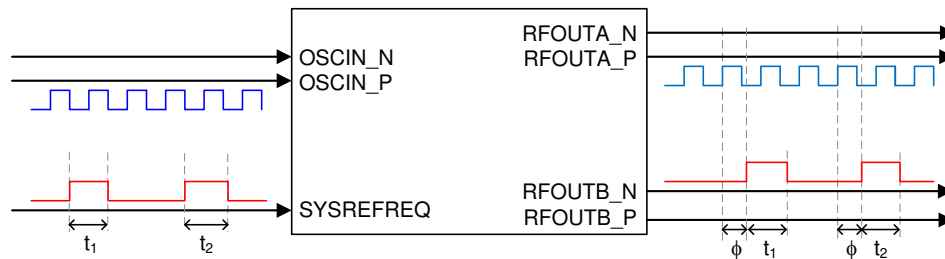 OSCIN_N
OSCIN_P
SYSREFREQ
t1
t2
RFOUTA_N
RFOUTA_P
RFOUTB_N
RFOUTB_P
ϕ
t1
ϕ
t2